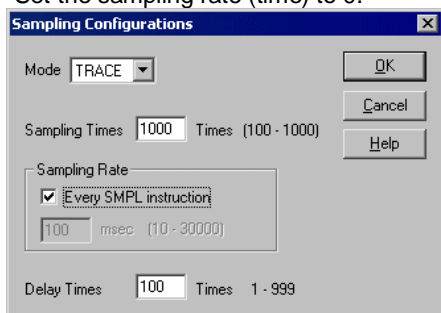 Set the sampling rate (time) to 0.
Sampling Configurations
Mode TRACE
OK
Cancel
Sampling Times 1000 Times (100 - 1000)
Help
Sampling Rate
Every SMPL instruction
100 msec (10 - 30000)
Delay Times 100 Times 1 - 999